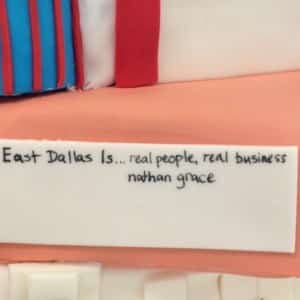 East Dallas Is... real people, real business
nathan grace